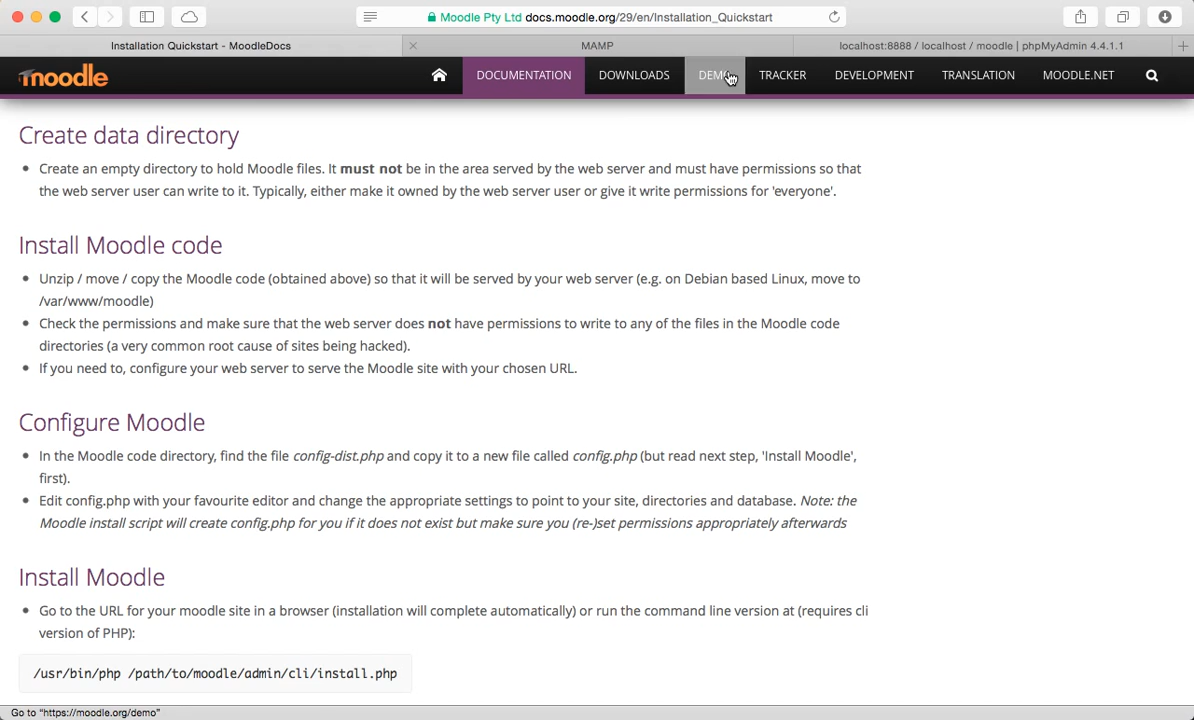 Moodle Pty Ltd docs.moodle.org/29/en/Installation_Quickstart
Installation Quickstart - MoodleDocs
MAMP
localhost:8888 / localhost / moodle | phpMyAdmin 4.4.1.1
moodle
DOCUMENTATION
DOWNLOADS
DEMO
TRACKER
DEVELOPMENT
TRANSLATION
MOODLE.NET
Create data directory
Create an empty directory to hold Moodle files. It must not be in the area served by the web server and must have permissions so that
the web server user can write to it. Typically, either make it owned by the web server user or give it write permissions for 'everyone'.
Install Moodle code
Unzip / move / copy the Moodle code (obtained above) so that it will be served by your web server (e.g. on Debian based Linux, move to
/var/www/moodle)
Check the permissions and make sure that the web server does not have permissions to write to any of the files in the Moodle code
directories (a very common root cause of sites being hacked).
If you need to, configure your web server to serve the Moodle site with your chosen URL.
Configure Moodle
In the Moodle code directory, find the file config-dist.php and copy it to a new file called config.php (but read next step, 'Install Moodle',
first).
Edit config.php with your favourite editor and change the appropriate settings to point to your site, directories and database. Note: the
Moodle install script will create config.php for you if it does not exist but make sure you (re-)set permissions appropriately afterwards
Install Moodle
Go to the URL for your moodle site in a browser (installation will complete automatically) or run the command line version at (requires cli
version of PHP):
/usr/bin/php /path/to/moodle/admin/cli/install.php
Go to "https://moodle.org/demo"